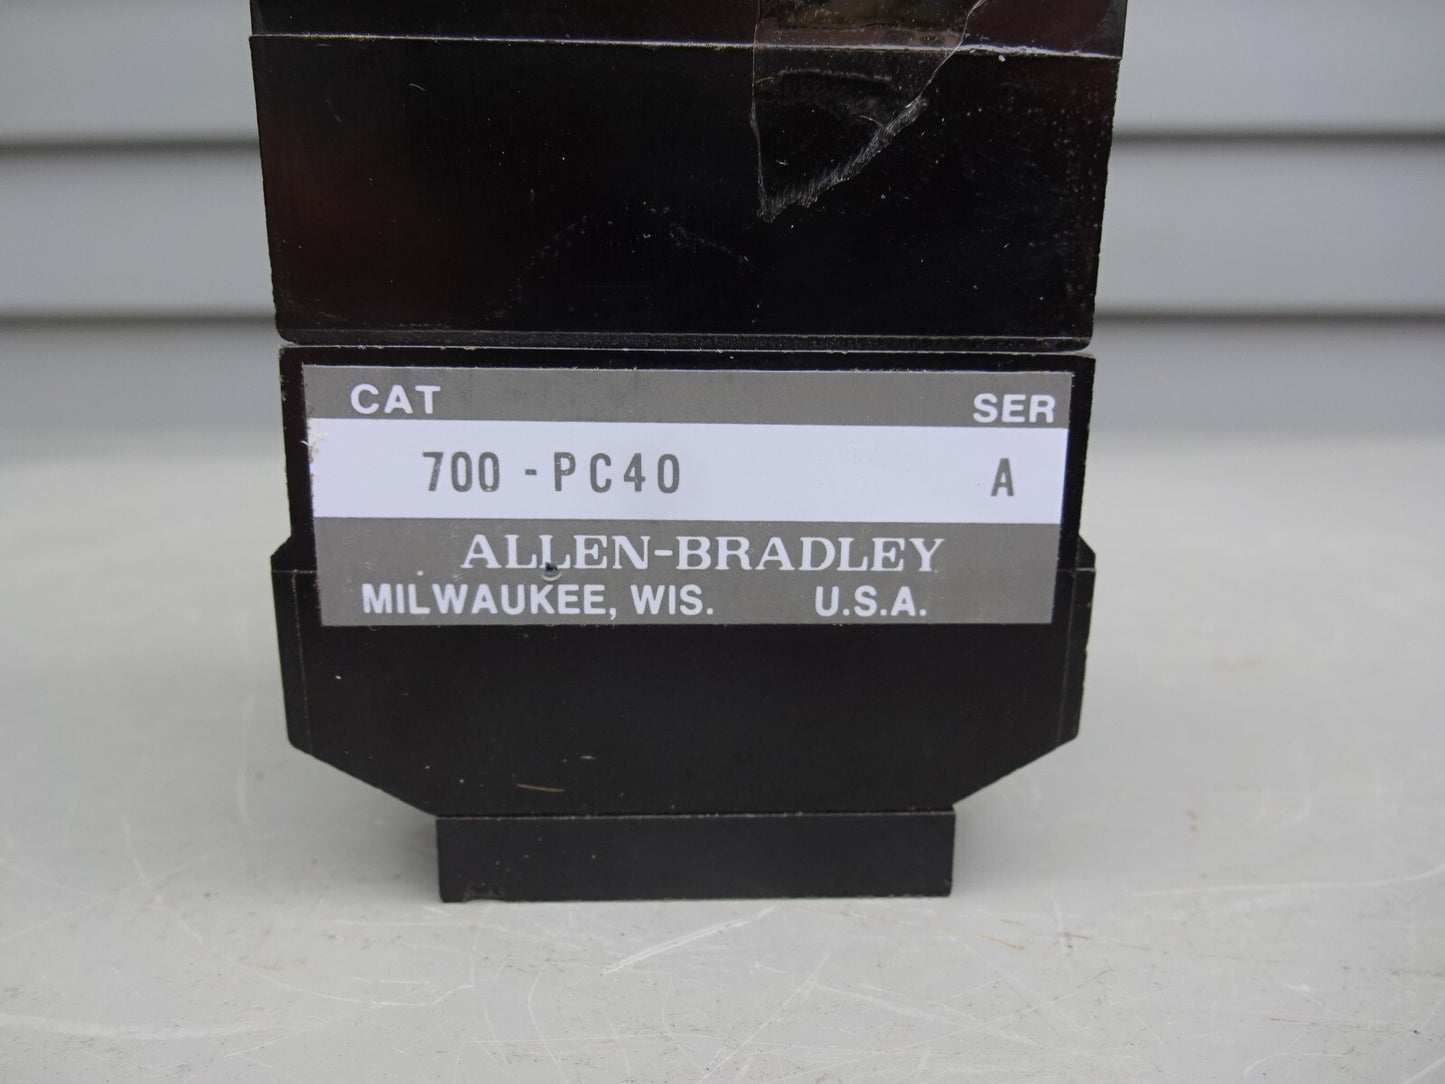 CAT SER
700 - PC40 A
ALLEN-BRADLEY
MILWAUKEE, WIS. U.S.A.